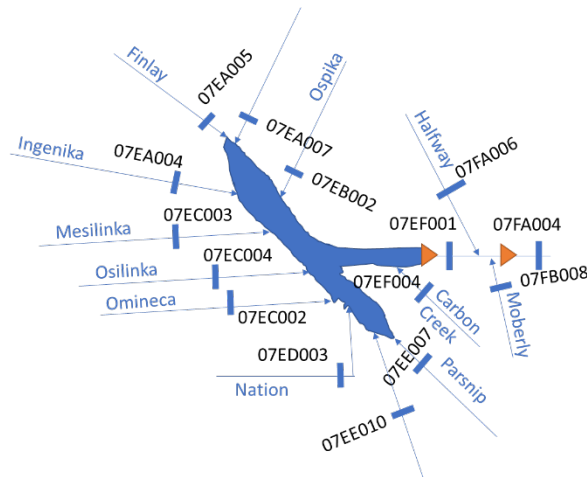 Finlay
07EA005
Ospika
07EA007
Halfway
07FA006
Ingenika
07EA004
07EB002
Mesilinka
07EC003
07EF001
07FA004
Osilinka
07EC004
07EF004
07FB008
Omineca
07EC002
Carbon
Creek
Moberly
07ED003
07EE007
Nation
Parsnip
07EE010